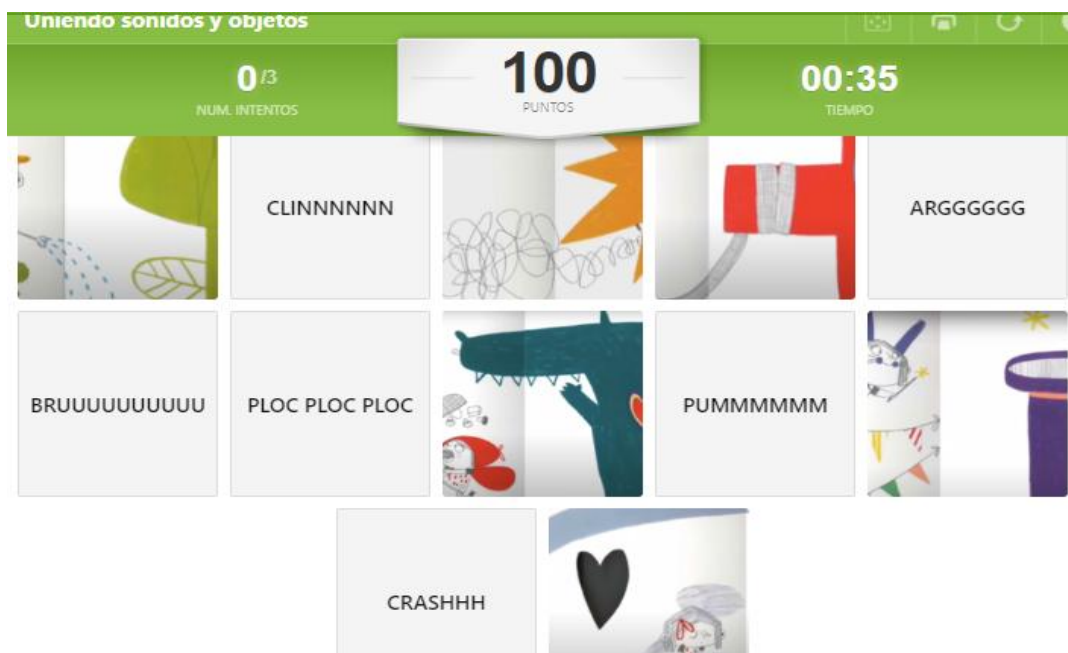 Uniendo sonidos y objetos
0/3
NUM. INTENTOS
100
PUNTOS
00:35
TIEMPO
CLINNNNNN
ARGGGGGG
BRUUUUUUUUUU
PLOC PLOC PLOC
PUMMMMMM
CRASHHH